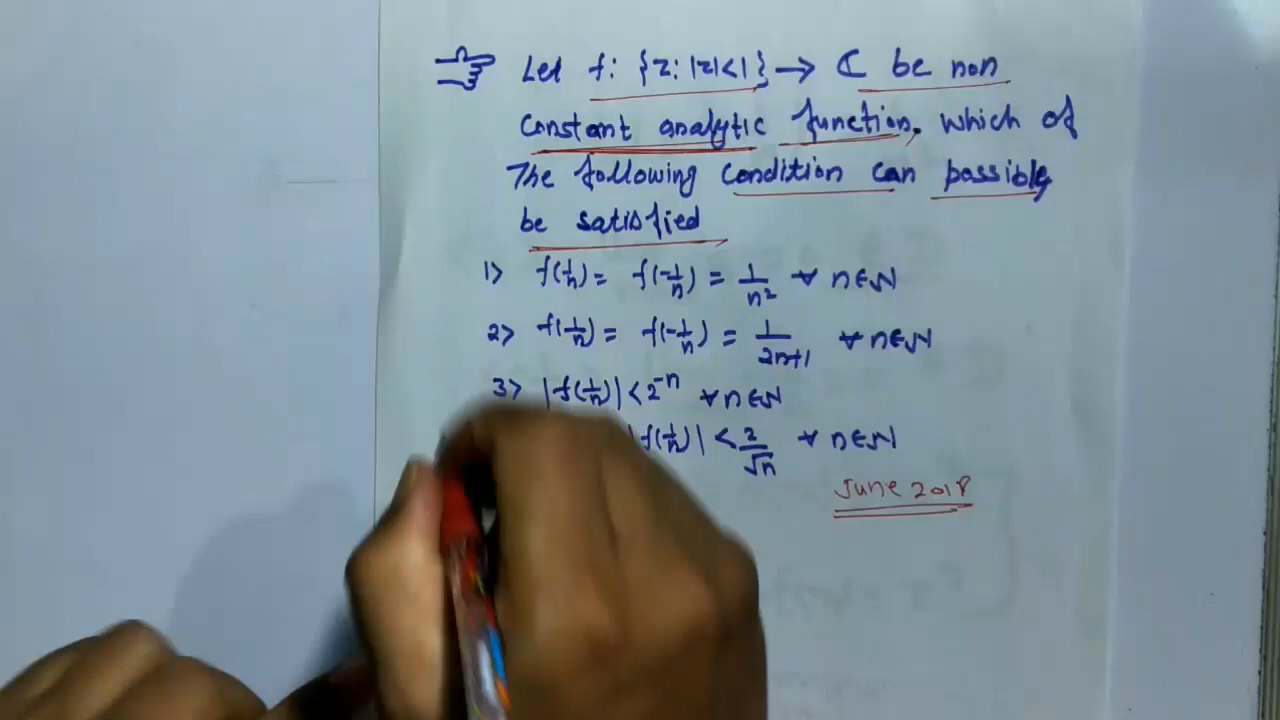 Let f: {z: |z|<1} → ℂ be non
constant analytic function, which of
The following condition can possibly
be satisfied
1> f(1/n) = f(-1/n) = 1/n² ∀ n∈N
2> f(1/n) = f(-1/n) = 1/2n+1 ∀ n∈N
3> |f(1/n)| < 2^-n ∀ n∈N
|f(1/n)| < 2/√n ∀ n∈N
June 2018